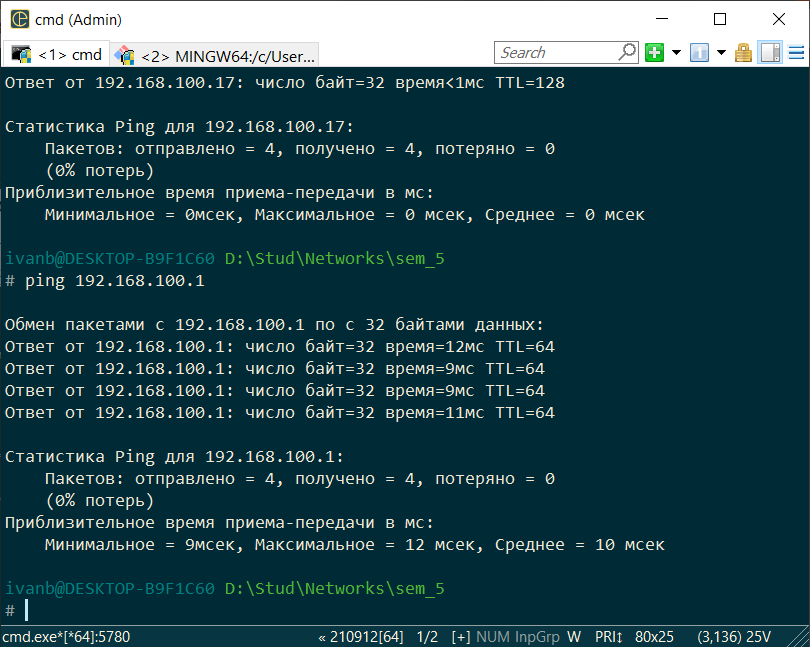 cmd (Admin)
<1> cmd
<2> MINGW64:/c/User...
Search
Ответ от 192.168.100.17: число байт=32 время<1мс TTL=128
Статистика Ping для 192.168.100.17:
Пакетов: отправлено = 4, получено = 4, потеряно = 0
(0% потерь)
Приблизительное время приема-передачи в мс:
Минимальное = 0мсек, Максимальное = 0 мсек, Среднее = 0 мсек
ivanb@DESKTOP-B9F1C60 D:\Stud\Networks\sem_5
# ping 192.168.100.1
Обмен пакетами с 192.168.100.1 по с 32 байтами данных:
Ответ от 192.168.100.1: число байт=32 время=12мс TTL=64
Ответ от 192.168.100.1: число байт=32 время=9мс TTL=64
Ответ от 192.168.100.1: число байт=32 время=9мс TTL=64
Ответ от 192.168.100.1: число байт=32 время=11мс TTL=64
Статистика Ping для 192.168.100.1:
Пакетов: отправлено = 4, получено = 4, потеряно = 0
(0% потерь)
Приблизительное время приема-передачи в мс:
Минимальное = 9мсек, Максимальное = 12 мсек, Среднее = 10 мсек
ivanb@DESKTOP-B9F1C60 D:\Stud\Networks\sem_5
#
cmd.exe*[*64]:5780 « 210912[64] 1/2 [+] NUM InpGrp W PRI↕ 80x25 (3,136) 25V